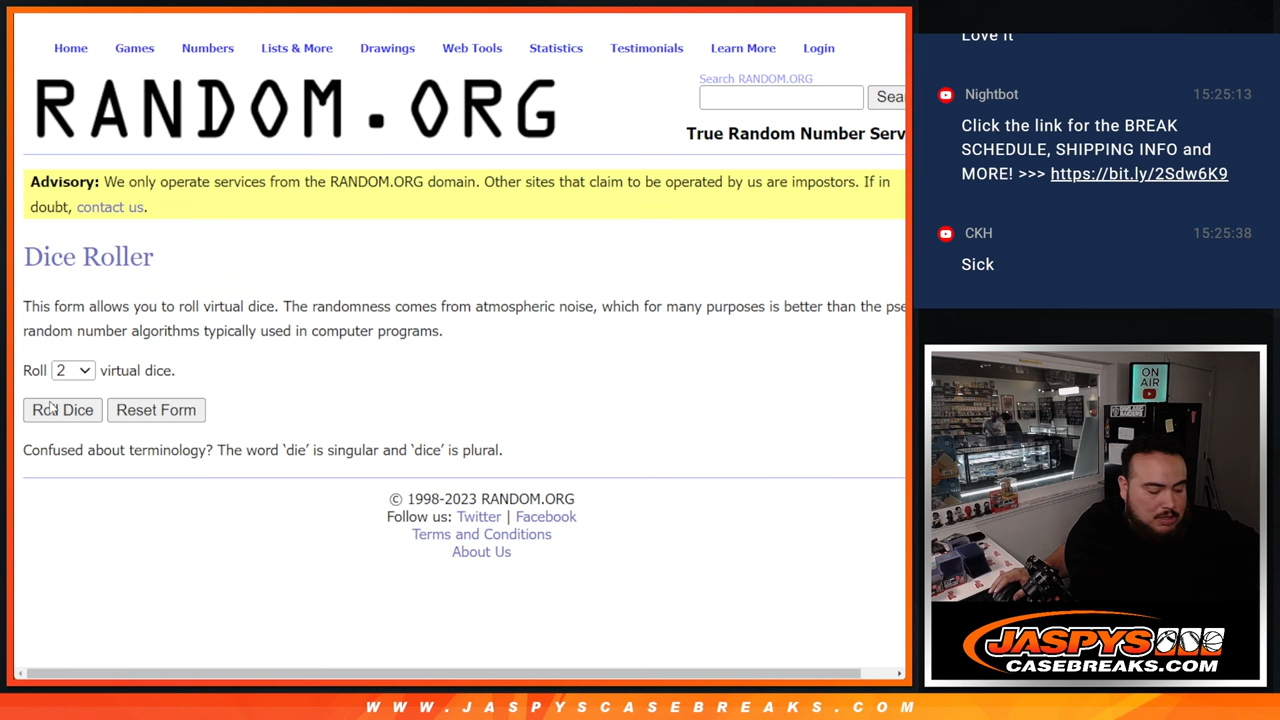 Home Games Numbers Lists & More Drawings Web Tools Statistics Testimonials Learn More Login
RANDOM.ORG
Search RANDOM.ORG
Sea
True Random Number Serv
Advisory: We only operate services from the RANDOM.ORG domain. Other sites that claim to be operated by us are impostors. If in
doubt, contact us.
Dice Roller
This form allows you to roll virtual dice. The randomness comes from atmospheric noise, which for many purposes is better than the pse
random number algorithms typically used in computer programs.
Roll 2 virtual dice.
Roll Dice Reset Form
Confused about terminology? The word ‘die’ is singular and ‘dice’ is plural.
© 1998-2023 RANDOM.ORG
Follow us: Twitter | Facebook
Terms and Conditions
About Us
Love it
Nightbot 15:25:13
Click the link for the BREAK
SCHEDULE, SHIPPING INFO and
MORE! >>> https://bit.ly/2Sdw6K9
CKH 15:25:38
Sick
ON
AIR
JASPYS
CASEBREAKS.COM
WWW.JASPYSCASEBREAKS.COM